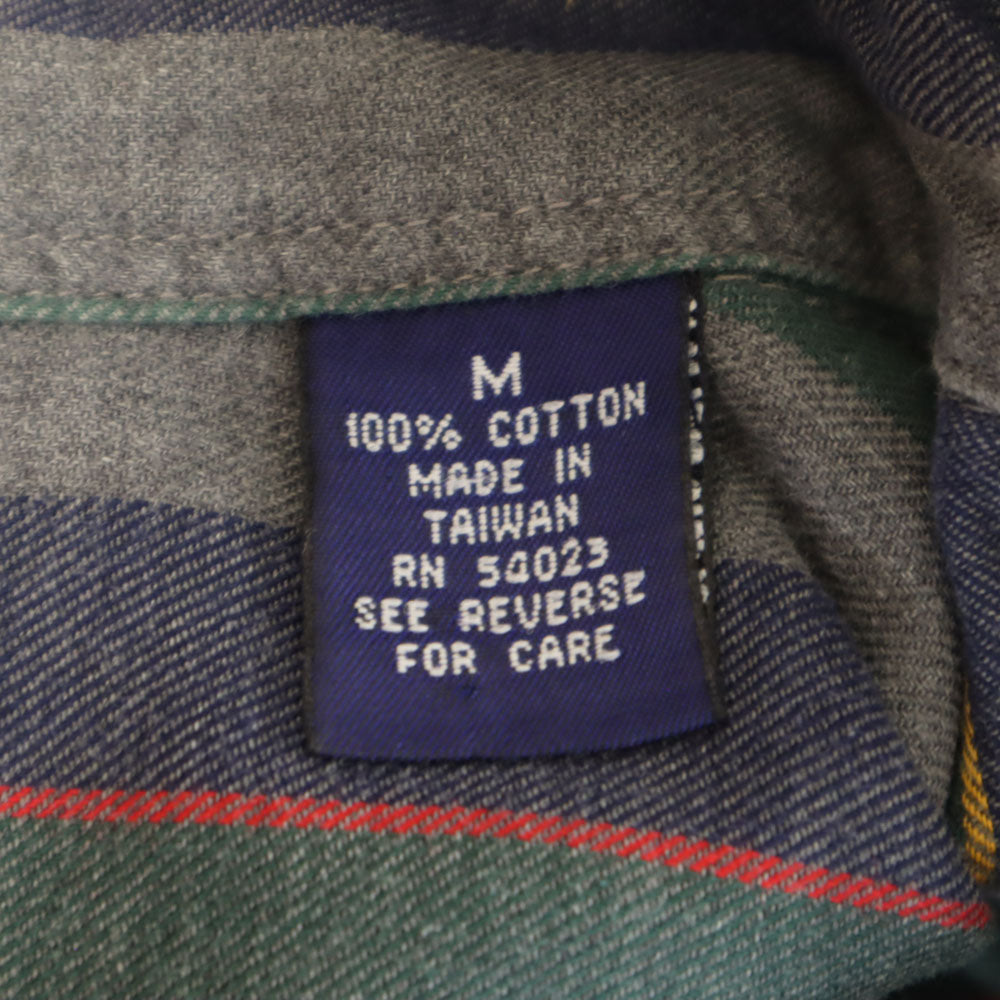 M
100% COTTON
MADE IN
TAIWAN
RN 54023
SEE REVERSE
FOR CARE